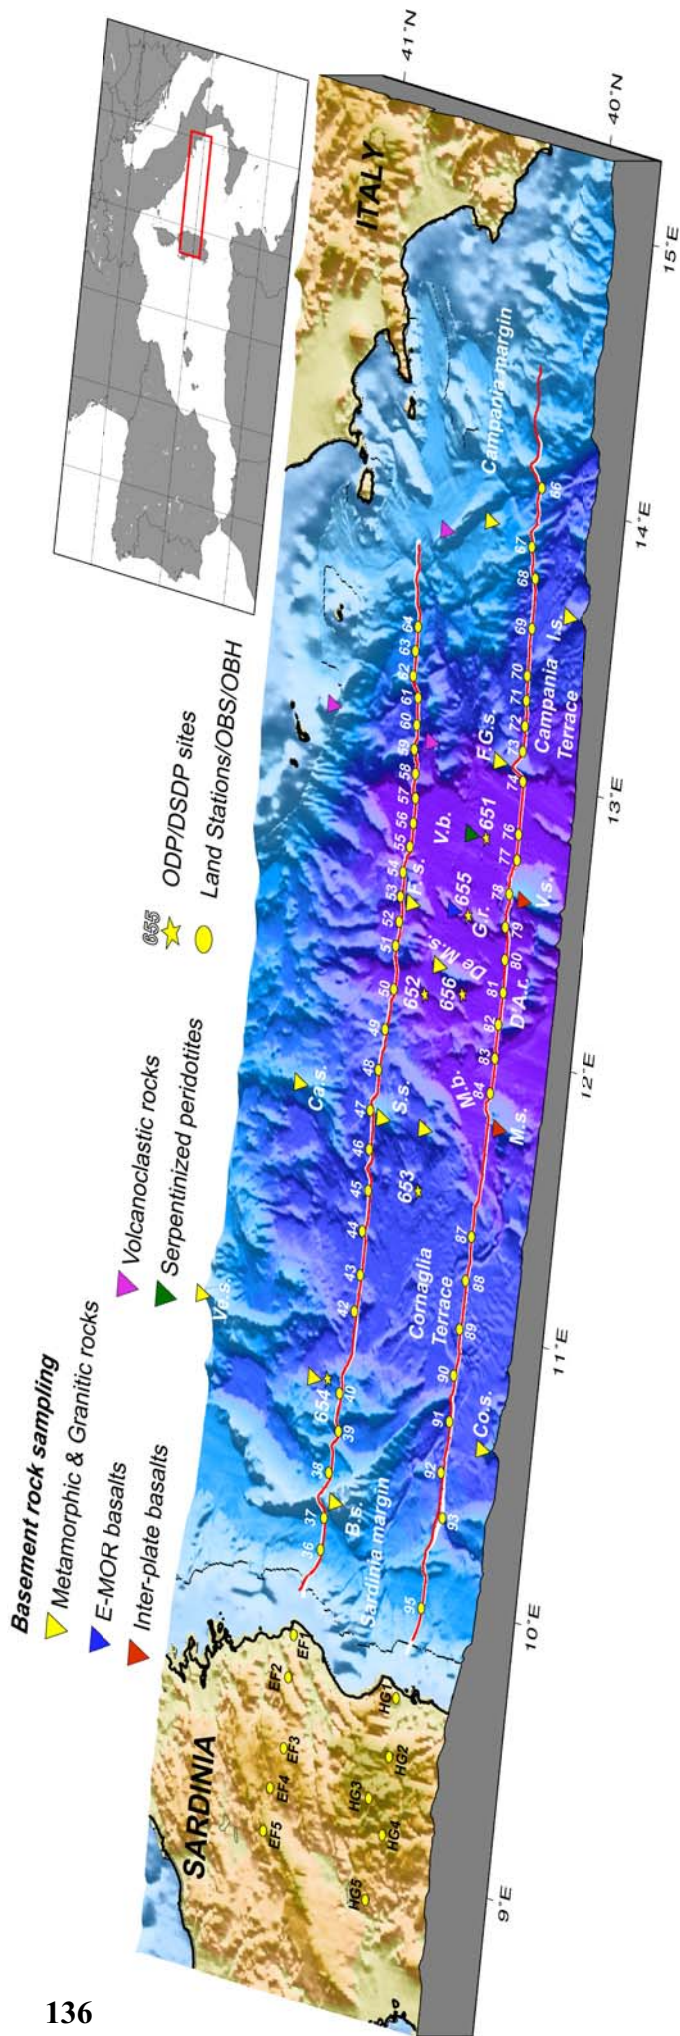 Basement rock sampling
Metamorphic & Granitic rocks
E-MOR basalts
Inter-plate basalts
Volcanoclastic rocks
Serpentinized peridotites
655 ODP/DSDP sites
Land Stations/OBS/OBH
SARDINIA
ITALY
EF5
EF4
EF3
EF2
EF1
HG5
HG4
HG3
HG2
HG1
Sardinia margin
B.s.
Ve.s.
Ca.s.
S.s.
F.s.
V.b.
Campania margin
36
37
38
39
40
42
43
44
45
46
47
48
49
50
51
52
53
54
55
56
57
58
59
60
61
62
63
64
654
653
652
656
655
651
De M.s.
G.r.
F.G.s.
Cornaglia
Terrace
M.b.
D'A.r.
Campania
Terrace
95
93
92
91
90
89
88
87
84
83
82
81
80
79
78
77
76
74
73
72
71
70
69
68
67
66
Co.s.
M.s.
V.s.
I.s.
9°E
10°E
11°E
12°E
13°E
14°E
15°E
40°N
41°N
136